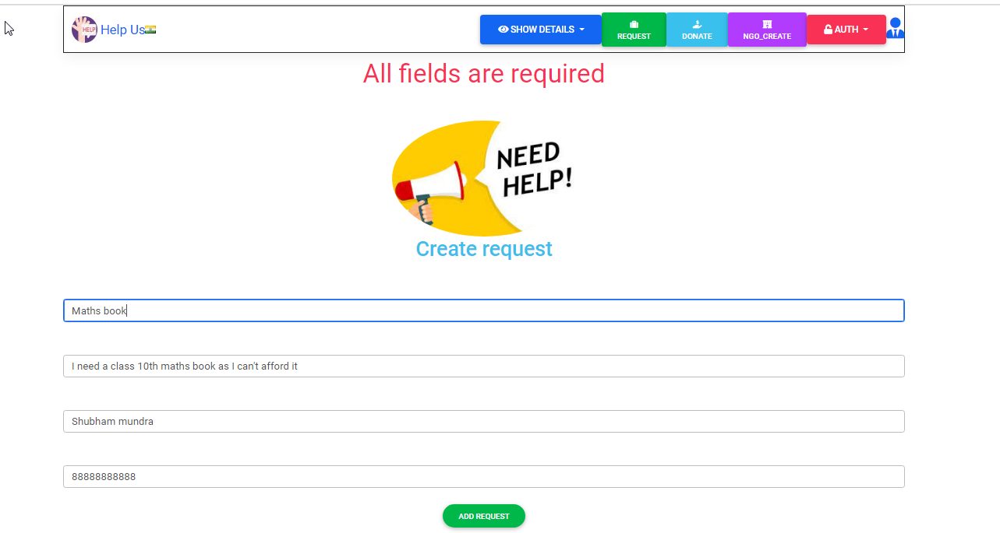 HELP
Help Us
SHOW DETAILS
REQUEST
DONATE
NGO_CREATE
AUTH
All fields are required
NEED
HELP!
Create request
Maths book
I need a class 10th maths book as I can't afford it
Shubham mundra
88888888888
ADD REQUEST